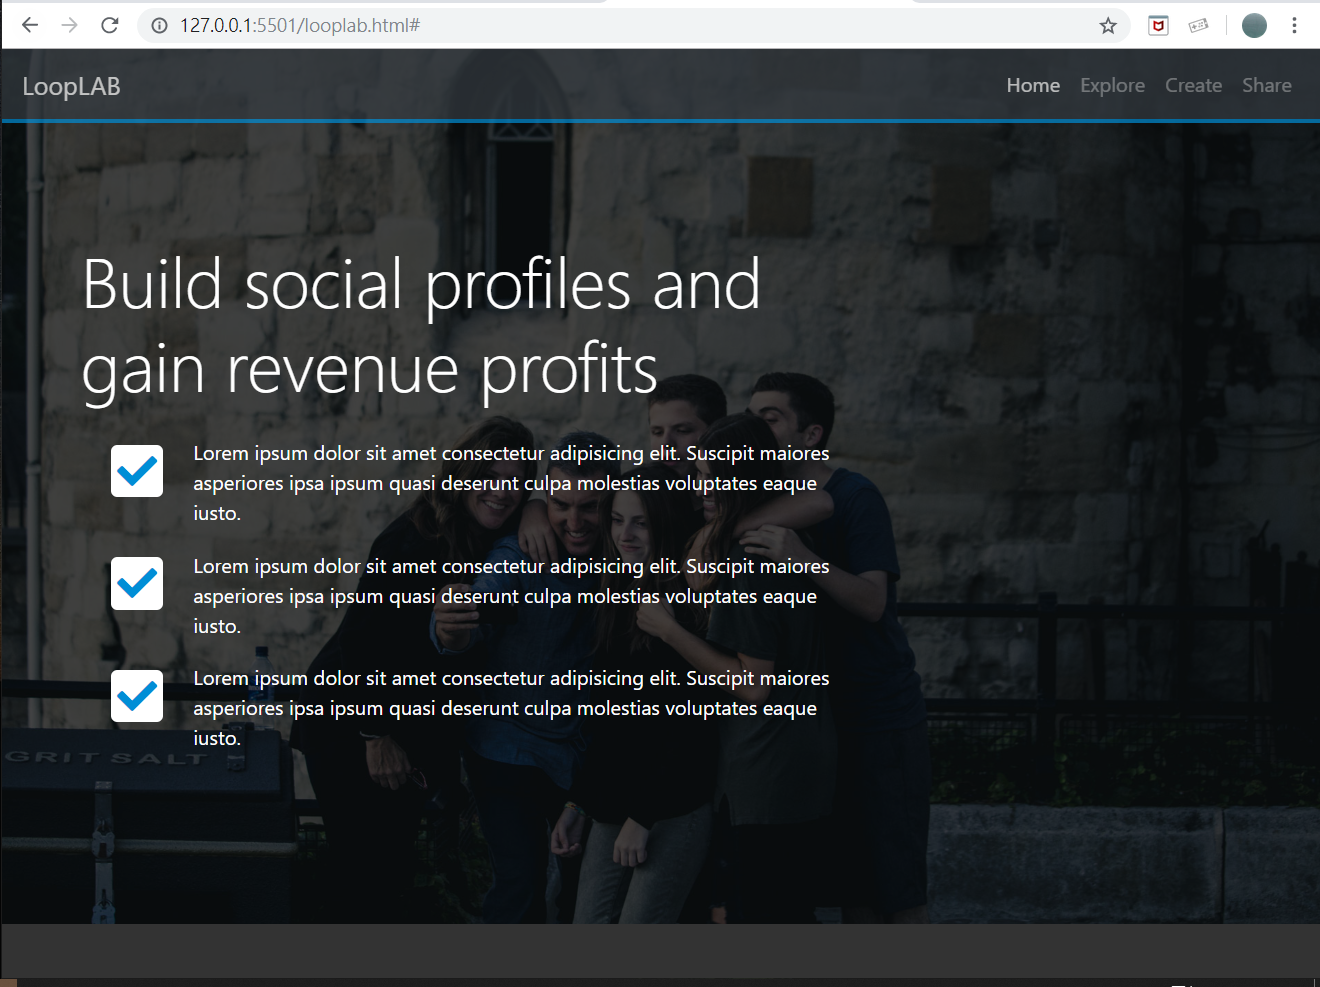 127.0.0.1:5501/looplab.html#
LoopLAB
Home Explore Create Share
Build social profiles and
gain revenue profits
Lorem ipsum dolor sit amet consectetur adipisicing elit. Suscipit maiores
asperiores ipsa ipsum quasi deserunt culpa molestias voluptates eaque
iusto.
Lorem ipsum dolor sit amet consectetur adipisicing elit. Suscipit maiores
asperiores ipsa ipsum quasi deserunt culpa molestias voluptates eaque
iusto.
Lorem ipsum dolor sit amet consectetur adipisicing elit. Suscipit maiores
asperiores ipsa ipsum quasi deserunt culpa molestias voluptates eaque
iusto.
GRIT SALT